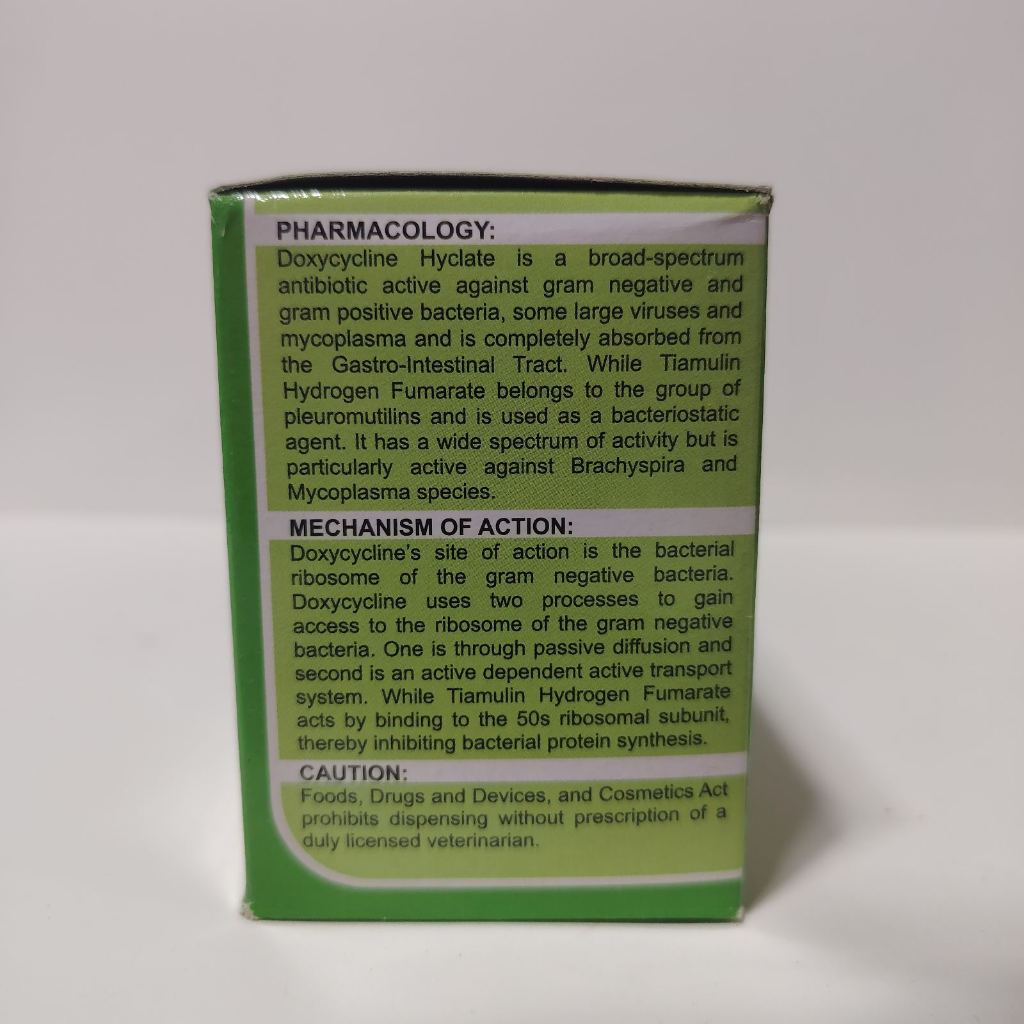 PHARMACOLOGY:
Doxycycline Hyclate is a broad-spectrum
antibiotic active against gram negative and
gram positive bacteria, some large viruses and
mycoplasma and is completely absorbed from
the Gastro-Intestinal Tract. While Tiamulin
Hydrogen Fumarate belongs to the group of
pleuromutilins and is used as a bacteriostatic
agent. It has a wide spectrum of activity but is
particularly active against Brachyspira and
Mycoplasma species.
MECHANISM OF ACTION:
Doxycycline's site of action is the bacterial
ribosome of the gram negative bacteria.
Doxycycline uses two processes to gain
access to the ribosome of the gram negative
bacteria. One is through passive diffusion and
second is an active dependent active transport
system. While Tiamulin Hydrogen Fumarate
acts by binding to the 50s ribosomal subunit,
thereby inhibiting bacterial protein synthesis.
CAUTION:
Foods, Drugs and Devices, and Cosmetics Act
prohibits dispensing without prescription of a
duly licensed veterinarian.